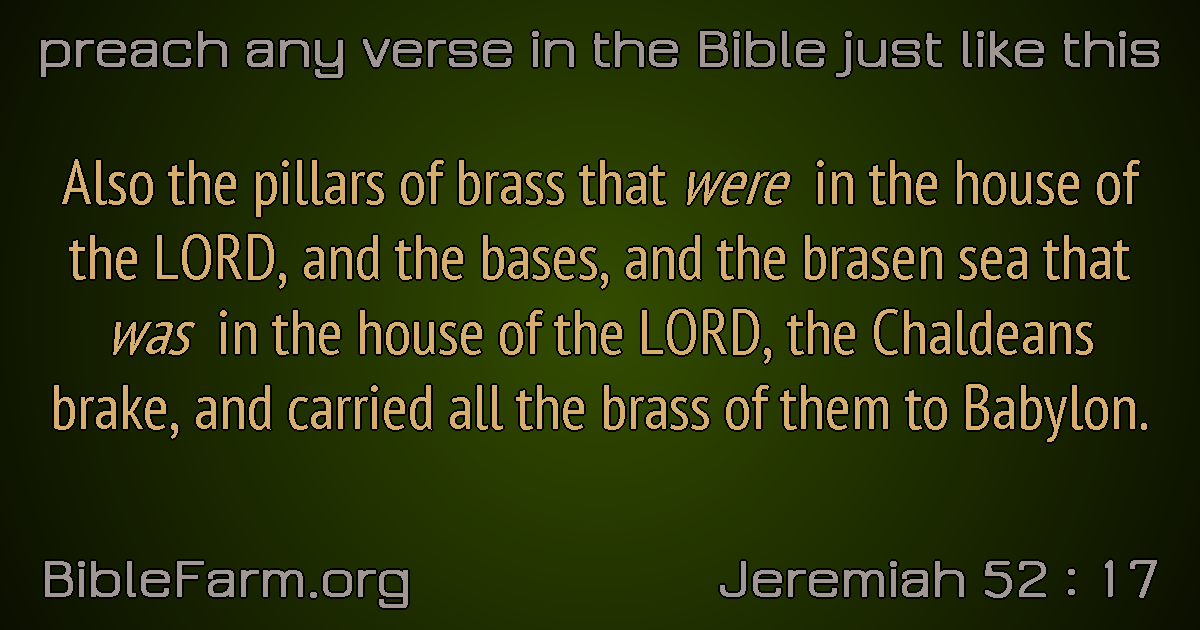 preach any verse in the Bible just like this
Also the pillars of brass that were in the house of
the LORD, and the bases, and the brasen sea that
was in the house of the LORD, the Chaldeans
brake, and carried all the brass of them to Babylon.
BibleFarm.org
Jeremiah 52 : 17